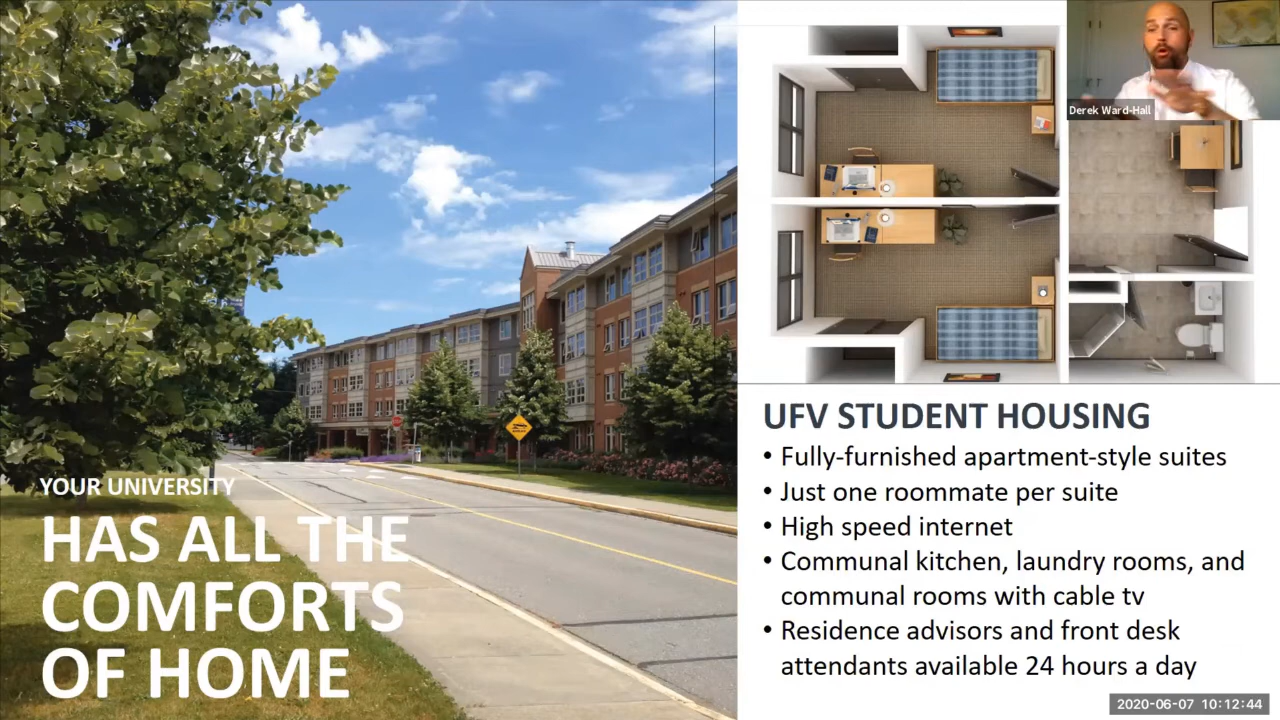 Derek Ward-Hall
YOUR UNIVERSITY
HAS ALL THE
COMFORTS
OF HOME
UFV STUDENT HOUSING
• Fully-furnished apartment-style suites
• Just one roommate per suite
• High speed internet
• Communal kitchen, laundry rooms, and
communal rooms with cable tv
• Residence advisors and front desk
attendants available 24 hours a day
2020-06-07 10:12:44